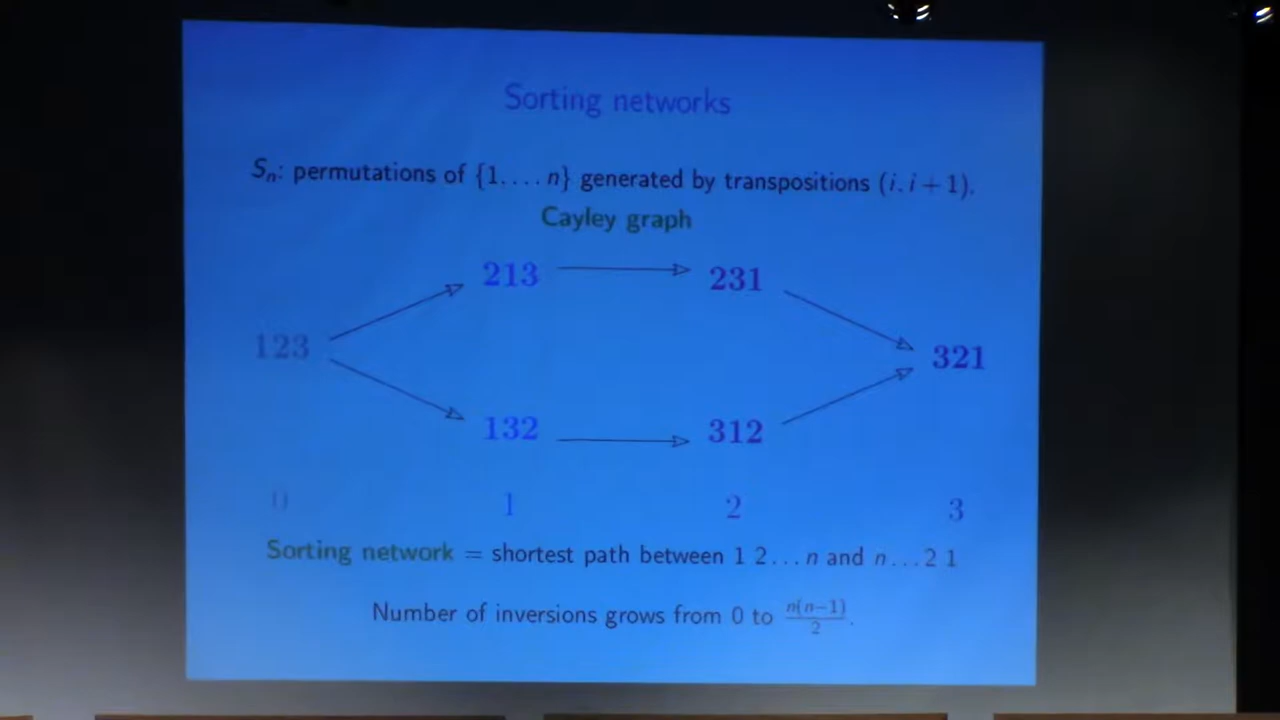 Sorting networks
Sₙ: permutations of {1, ..., n} generated by transpositions (i, i + 1).
Cayley graph
213 231
123 321
132 312
0 1 2 3
Sorting network = shortest path between 1 2 ... n and n ... 2 1
Number of inversions grows from 0 to n(n−1)/2.